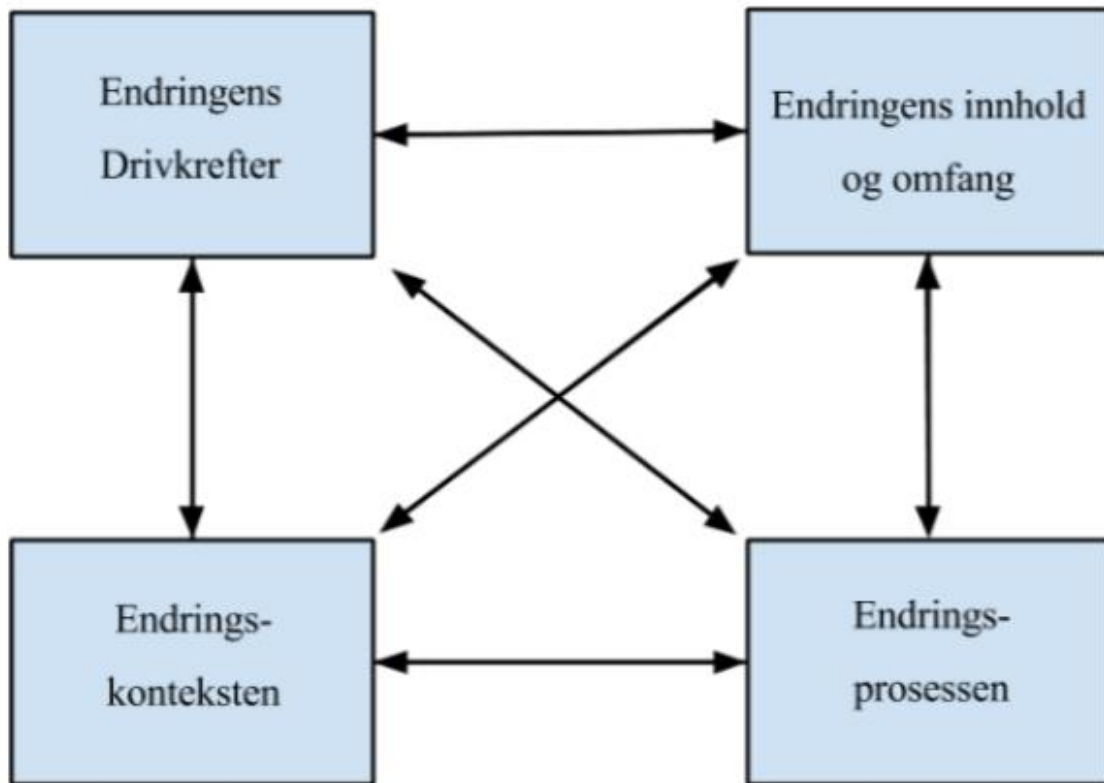 Endringens
Drivkrefter
Endringens innhold
og omfang
Endrings-
konteksten
Endrings-
prosessen